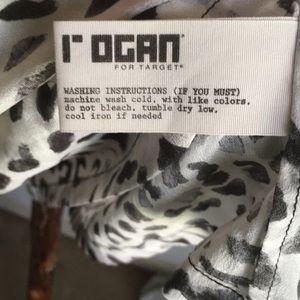 ROGAN
FOR TARGET®
WASHING INSTRUCTIONS (IF YOU MUST)
machine wash cold, with like colors,
do not bleach, tumble dry low,
cool iron if needed